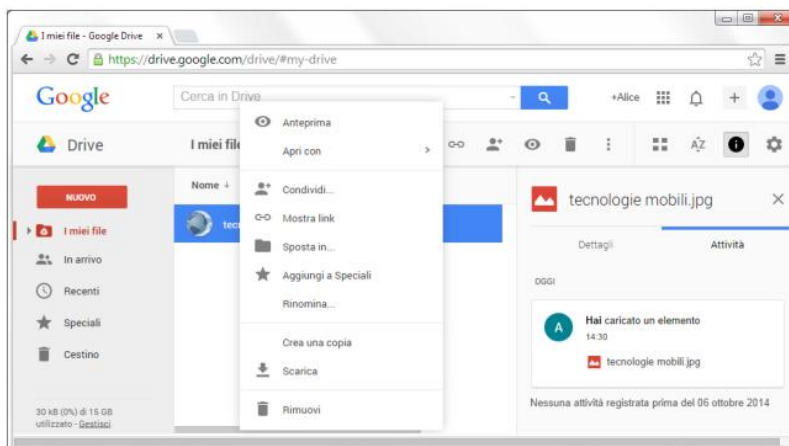 I miei file - Google Drive
https://drive.google.com/drive/#my-drive
Google
Cerca in Drive
+Alice
Drive
I miei file
NUOVO
I miei file
In arrivo
Recenti
Speciali
Cestino
30 kB (0%) di 15 GB
utilizzato - Gestisci
Nome
Anteprima
Apri con
Condividi...
Mostra link
Sposta in...
Aggiungi a Speciali
Rinomina...
Crea una copia
Scarica
Rimuovi
AZ
tecnologie mobili.jpg
Dettagli
Attività
OGGI
A
Hai caricato un elemento
14:30
tecnologie mobili.jpg
Nessuna attività registrata prima del 06 ottobre 2014